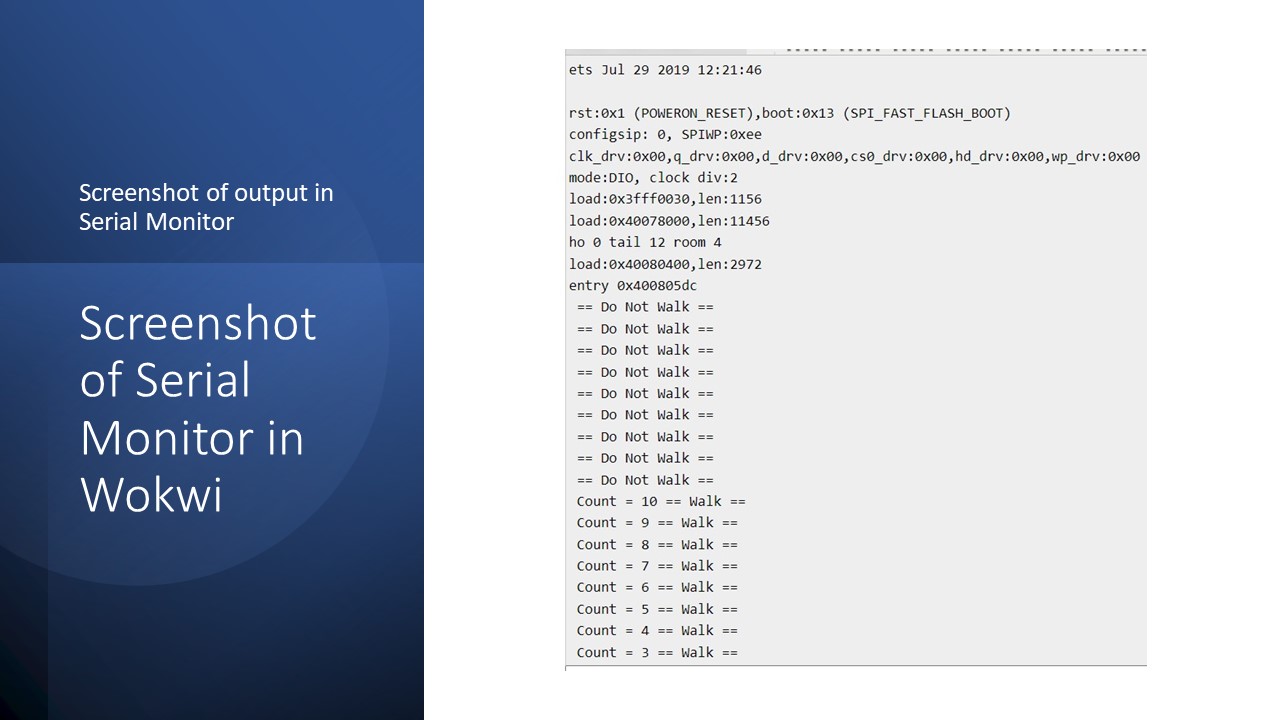 Screenshot of output in
Serial Monitor
Screenshot
of Serial
Monitor in
Wokwi
ets Jul 29 2019 12:21:46
rst:0x1 (POWERON_RESET),boot:0x13 (SPI_FAST_FLASH_BOOT)
configsip: 0, SPIWP:0xee
clk_drv:0x00,q_drv:0x00,d_drv:0x00,cs0_drv:0x00,hd_drv:0x00,wp_drv:0x00
mode:DIO, clock div:2
load:0x3fff0030,len:1156
load:0x40078000,len:11456
ho 0 tail 12 room 4
load:0x40080400,len:2972
entry 0x400805dc
== Do Not Walk ==
== Do Not Walk ==
== Do Not Walk ==
== Do Not Walk ==
== Do Not Walk ==
== Do Not Walk ==
== Do Not Walk ==
== Do Not Walk ==
== Do Not Walk ==
Count = 10 == Walk ==
Count = 9 == Walk ==
Count = 8 == Walk ==
Count = 7 == Walk ==
Count = 6 == Walk ==
Count = 5 == Walk ==
Count = 4 == Walk ==
Count = 3 == Walk ==